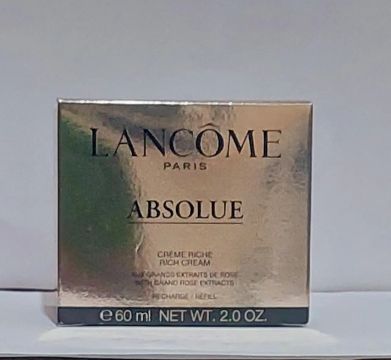 LANCÔME
PARIS
ABSOLUE
CRÈME RICHE
RICH CREAM
AUX GRANDS EXTRAITS DE ROSE
WITH GRAND ROSE EXTRACTS
RECHARGE / REFILL
℮ 60 ml NET WT. 2.0 OZ.